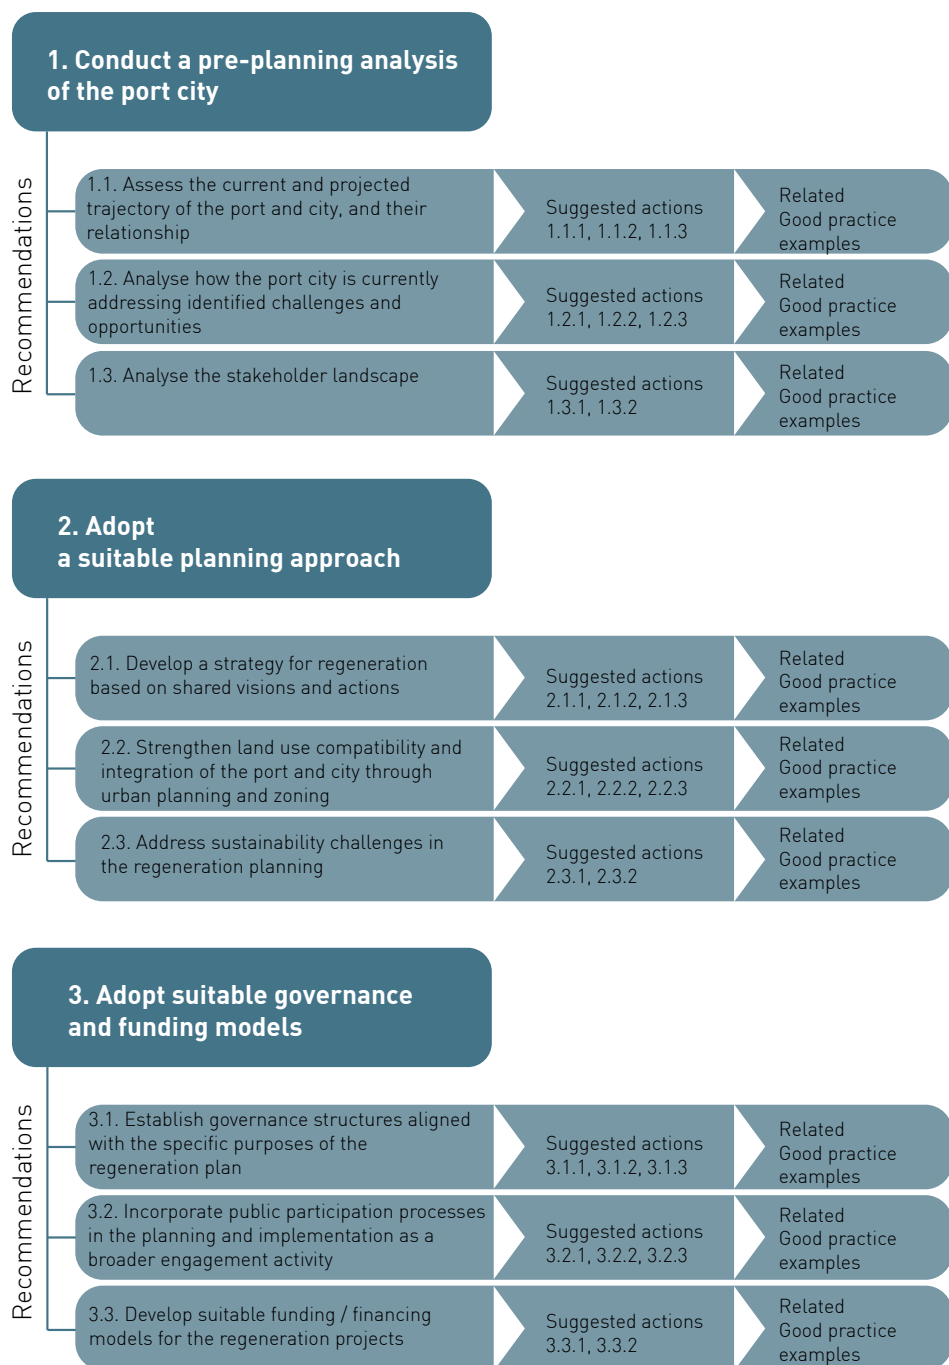 1. Conduct a pre-planning analysis
of the port city
Recommendations
1.1. Assess the current and projected
trajectory of the port and city, and their
relationship
Suggested actions
1.1.1, 1.1.2, 1.1.3
Related
Good practice
examples
1.2. Analyse how the port city is currently
addressing identified challenges and
opportunities
Suggested actions
1.2.1, 1.2.2, 1.2.3
Related
Good practice
examples
1.3. Analyse the stakeholder landscape
Suggested actions
1.3.1, 1.3.2
Related
Good practice
examples
2. Adopt
a suitable planning approach
Recommendations
2.1. Develop a strategy for regeneration
based on shared visions and actions
Suggested actions
2.1.1, 2.1.2, 2.1.3
Related
Good practice
examples
2.2. Strengthen land use compatibility and
integration of the port and city through
urban planning and zoning
Suggested actions
2.2.1, 2.2.2, 2.2.3
Related
Good practice
examples
2.3. Address sustainability challenges in
the regeneration planning
Suggested actions
2.3.1, 2.3.2
Related
Good practice
examples
3. Adopt suitable governance
and funding models
Recommendations
3.1. Establish governance structures aligned
with the specific purposes of the
regeneration plan
Suggested actions
3.1.1, 3.1.2, 3.1.3
Related
Good practice
examples
3.2. Incorporate public participation processes
in the planning and implementation as a
broader engagement activity
Suggested actions
3.2.1, 3.2.2, 3.2.3
Related
Good practice
examples
3.3. Develop suitable funding / financing
models for the regeneration projects
Suggested actions
3.3.1, 3.3.2
Related
Good practice
examples